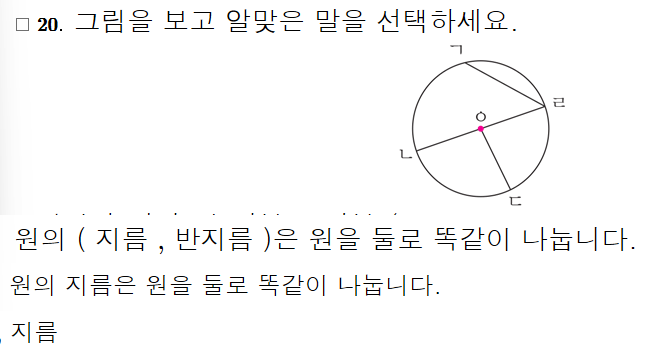 □ 20. 그림을 보고 알맞은 말을 선택하세요.
ㄱ
ㄹ
ㅇ
ㄴ
ㄷ
원의 ( 지름 , 반지름 )은 원을 둘로 똑같이 나눕니다.
원의 지름은 원을 둘로 똑같이 나눕니다.
, 지름